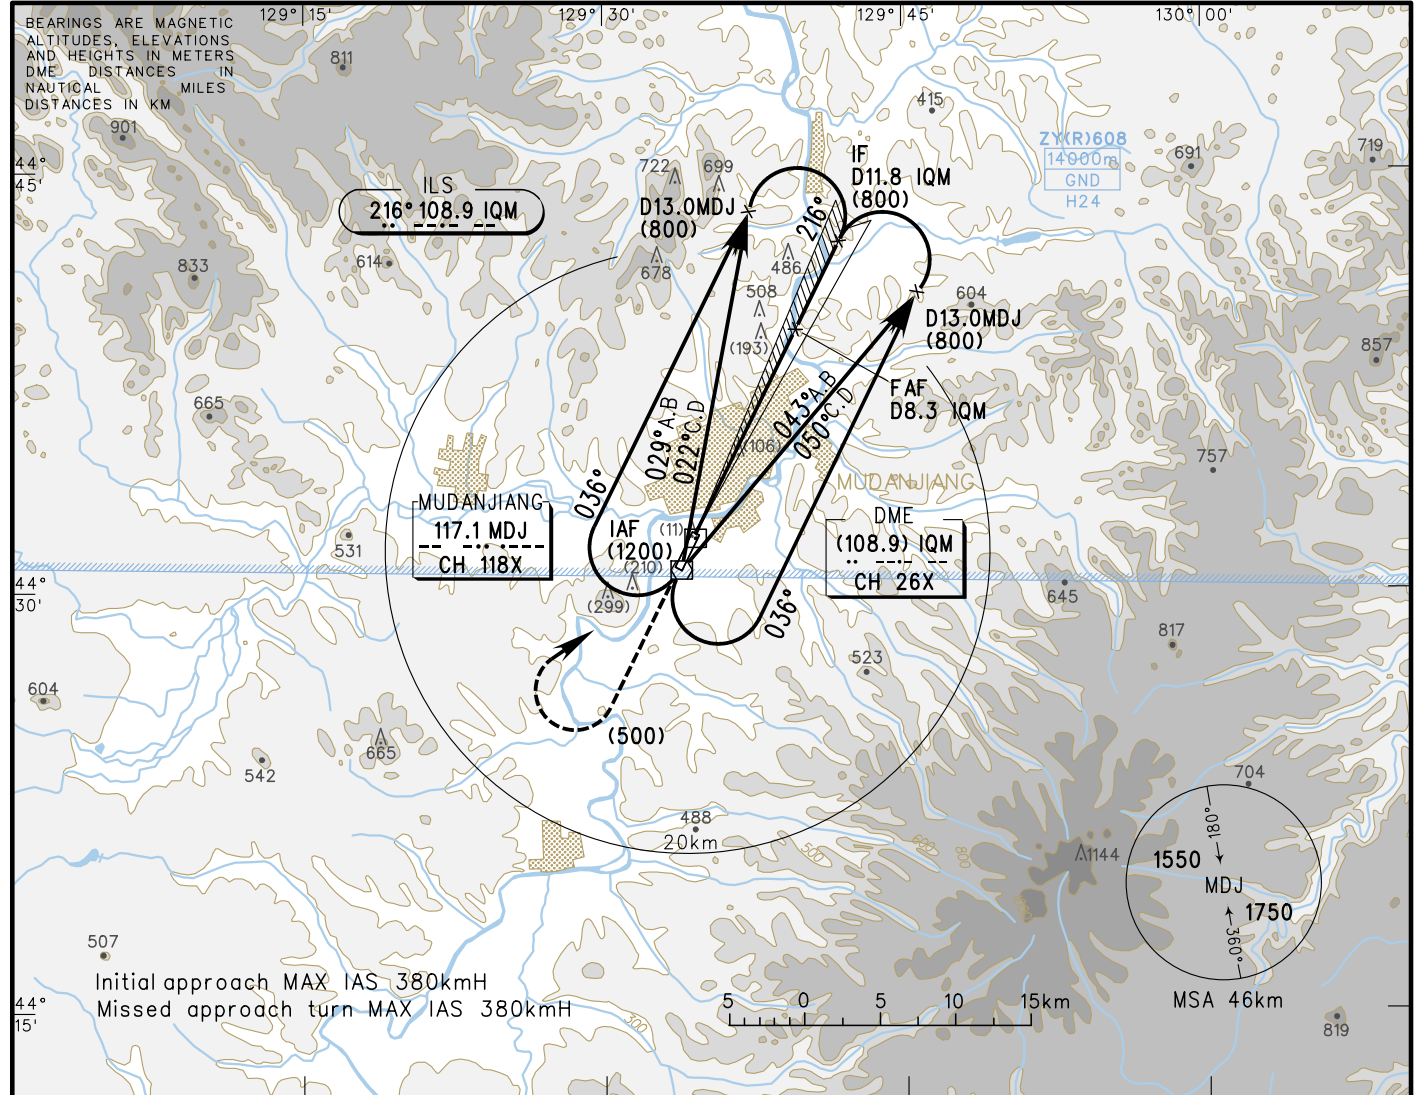 129° 15'
129° 30'
129° 45'
130° 00'
BEARINGS ARE MAGNETIC
ALTITUDES, ELEVATIONS
AND HEIGHTS IN METERS
DME DISTANCES IN
NAUTICAL MILES
DISTANCES IN KM
811
901
415
ZY(R)608
14000m
GND
H24
691
719
44°
45'
ILS
216° 108.9 IQM
722
699
D13.0MDJ
(800)
678
IF
D11.8 IQM
(800)
216°
486
508
(193)
833
614
604
D13.0MDJ
(800)
857
FAF
D8.3 IQM
665
029°A.B
022°C.D
043°A.B
050°C.D
(106)
757
MUDANJIANG
036°
MUDANJIANG
117.1 MDJ
CH 118X
531
IAF
(1200)
(11)
(210)
(299)
DME
(108.9) IQM
CH 26X
44°
30'
645
036°
817
523
604
(500)
665
542
704
488
20km
500
600
800
1144
180°
1550
MDJ
1750
360°
MSA 46km
507
Initial approach MAX IAS 380kmH
Missed approach turn MAX IAS 380kmH
44°
15'
300
5 0 5 10 15km
819